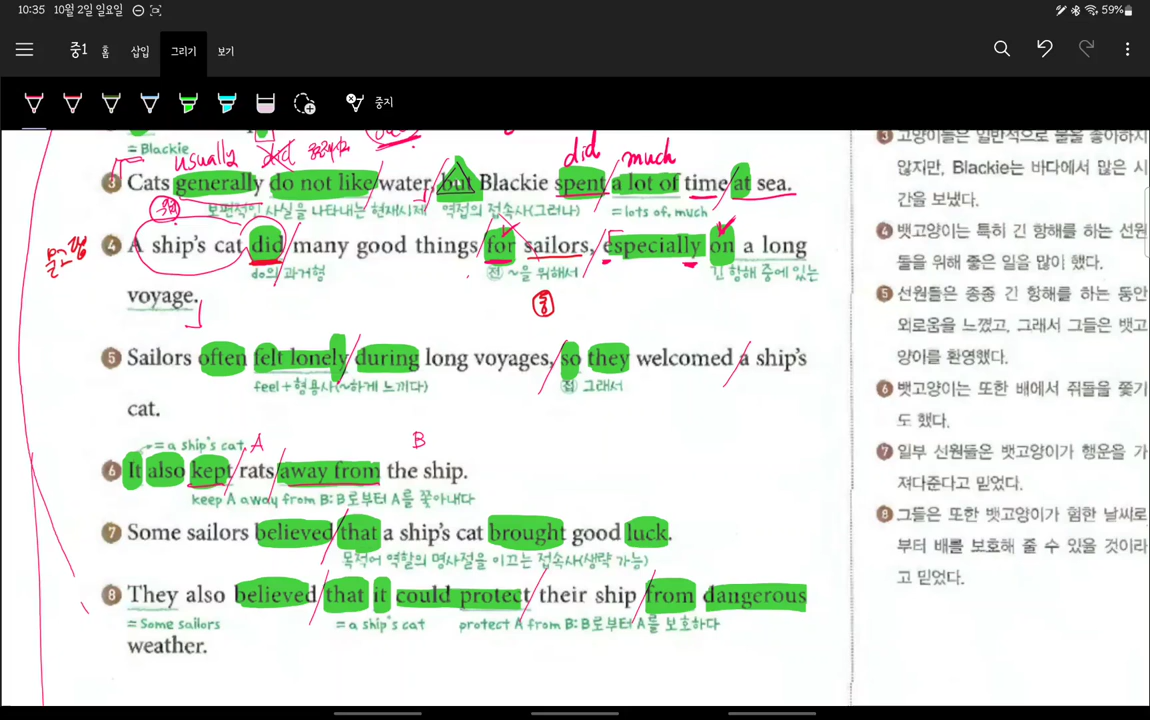 10:35 10월 2일 일요일 59%
중1 홈 삽입 그리기 보기
중지
= Blackie
usually did did much
3 Cats generally do not like water, but Blackie spent a lot of time at sea.
보편적인 사실을 나타내는 현재시제 역접의 접속사(그러나) = lots of, much
4 A ship's cat did many good things for sailors, especially on a long
do의 과거형 전 ~을 위해서 긴 항해 중에 있는
voyage.
5 Sailors often felt lonely during long voyages, so they welcomed a ship's
feel + 형용사(~하게 느끼다) 접 그래서
cat.
= a ship's cat A B
6 It also kept rats away from the ship.
keep A away from B: B로부터 A를 쫓아내다
7 Some sailors believed that a ship's cat brought good luck.
목적어 역할의 명사절을 이끄는 접속사(생략 가능)
8 They also believed that it could protect their ship from dangerous
= Some sailors = a ship's cat protect A from B: B로부터 A를 보호하다
weather.
3 고양이들은 일반적으로 물을 좋아하지
않지만, Blackie는 바다에서 많은 시
간을 보냈다.
4 뱃고양이는 특히 긴 항해를 하는 선원
들을 위해 좋은 일을 많이 했다.
5 선원들은 종종 긴 항해를 하는 동안
외로움을 느꼈고, 그래서 그들은 뱃고
양이를 환영했다.
6 뱃고양이는 또한 배에서 쥐들을 쫓기
도 했다.
7 일부 선원들은 뱃고양이가 행운을 가
져다준다고 믿었다.
8 그들은 또한 뱃고양이가 험한 날씨로
부터 배를 보호해 줄 수 있을 것이라
고 믿었다.